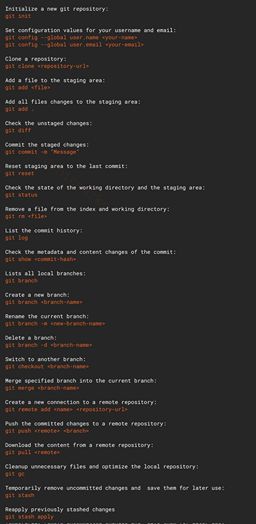 Initialize a new git repository:
git init
Set configuration values for your username and email:
git config --global user.name <your-name>
git config --global user.email <your-email>
Clone a repository:
git clone <repository-url>
Add a file to the staging area:
git add <file>
Add all files changes to the staging area:
git add .
Check the unstaged changes:
git diff
Commit the staged changes:
git commit -m "Message"
Reset staging area to the last commit:
git reset
Check the state of the working directory and the staging area:
git status
Remove a file from the index and working directory:
git rm <file>
List the commit history:
git log
Check the metadata and content changes of the commit:
git show <commit-hash>
Lists all local branches:
git branch
Create a new branch:
git branch <branch-name>
Rename the current branch:
git branch -m <new-branch-name>
Delete a branch:
git branch -d <branch-name>
Switch to another branch:
git checkout <branch-name>
Merge specified branch into the current branch:
git merge <branch-name>
Create a new connection to a remote repository:
git remote add <name> <repository-url>
Push the committed changes to a remote repository:
git push <remote> <branch>
Download the content from a remote repository:
git pull <remote>
Cleanup unnecessary files and optimize the local repository:
git gc
Temporarily remove uncommitted changes and save them for later use:
git stash
Reapply previously stashed changes
git stash apply